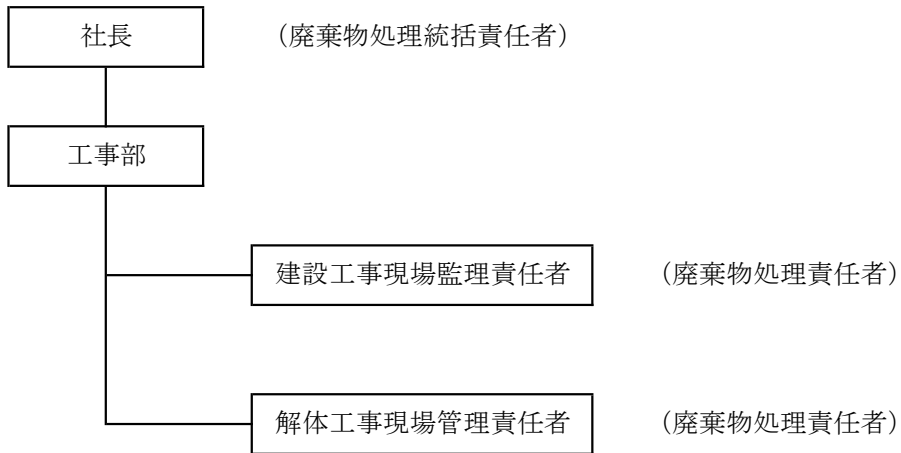 社長 （廃棄物処理統括責任者）
工事部
建設工事現場監理責任者 （廃棄物処理責任者）
解体工事現場管理責任者 （廃棄物処理責任者）